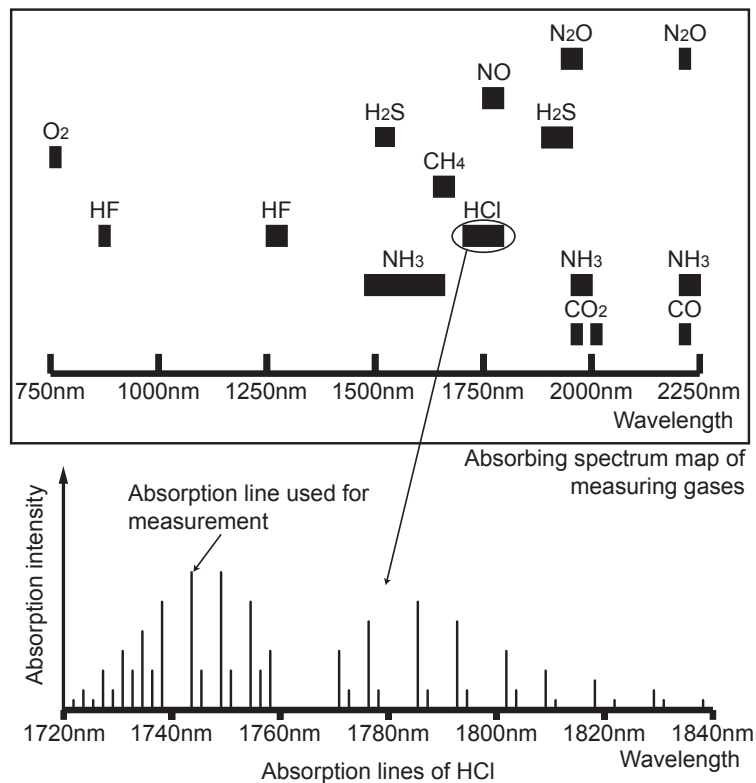 N2O N2O
NO
H2S H2S
O2
CH4
HF HF HCl
NH3 NH3 NH3
CO2 CO
750nm 1000nm 1250nm 1500nm 1750nm 2000nm 2250nm
Wavelength
Absorbing spectrum map of
measuring gases
Absorption intensity
Absorption line used for
measurement
1720nm 1740nm 1760nm 1780nm 1800nm 1820nm 1840nm
Wavelength
Absorption lines of HCl